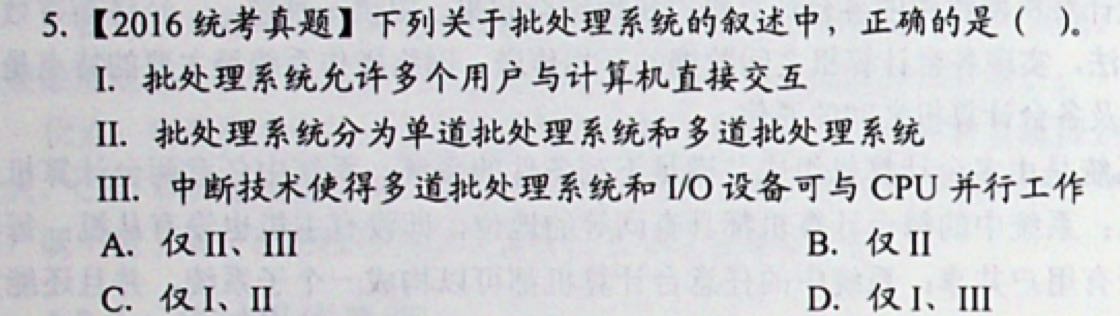 5. 【2016统考真题】下列关于批处理系统的叙述中，正确的是（ ）。
I. 批处理系统允许多个用户与计算机直接交互
II. 批处理系统分为单道批处理系统和多道批处理系统
III. 中断技术使得多道批处理系统和 I/O 设备可与 CPU 并行工作
A. 仅 II、III B. 仅 II
C. 仅 I、II D. 仅 I、III